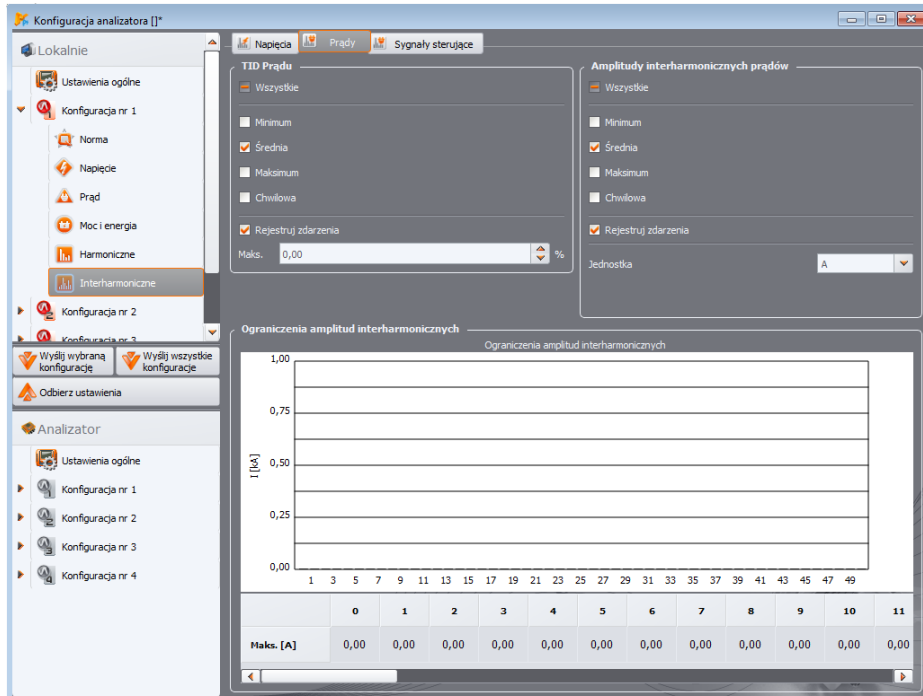 Konfiguracja analizatora []*
Lokalnie
Ustawienia ogólne
Konfiguracja nr 1
Norma
Napięcie
Prąd
Moc i energia
Harmoniczne
Interharmoniczne
Konfiguracja nr 2
Konfiguracja nr 3
Wyślij wybraną konfigurację
Wyślij wszystkie konfiguracje
Odbierz ustawienia
Analizator
Ustawienia ogólne
Konfiguracja nr 1
Konfiguracja nr 2
Konfiguracja nr 3
Konfiguracja nr 4
Napięcia Prądy Sygnały sterujące
TID Prądu
Wszystkie
Minimum
Średnia
Maksimum
Chwilowa
Rejestruj zdarzenia
Maks. 0,00 %
Amplitudy interharmonicznych prądów
Wszystkie
Minimum
Średnia
Maksimum
Chwilowa
Rejestruj zdarzenia
Jednostka A
Ograniczenia amplitud interharmonicznych
Ograniczenia amplitud interharmonicznych
1,00
0,75
0,50
0,25
0,00
I [kA]
1 3 5 7 9 11 13 15 17 19 21 23 25 27 29 31 33 35 37 39 41 43 45 47 49
0 1 2 3 4 5 6 7 8 9 10 11
Maks. [A] 0,00 0,00 0,00 0,00 0,00 0,00 0,00 0,00 0,00 0,00 0,00 0,00